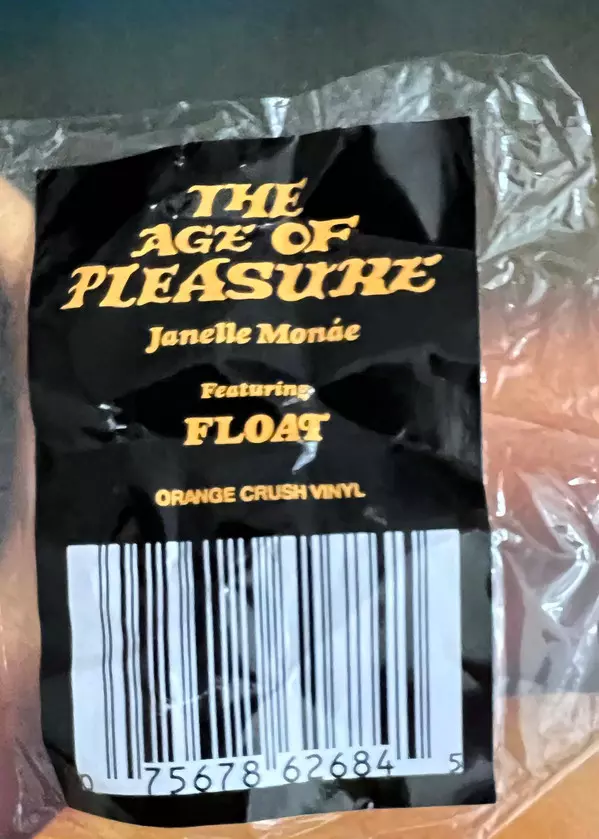 THE
AGE OF
PLEASURE
Janelle Monáe
Featuring
FLOAT
ORANGE CRUSH VINYL
0 75678 62684 5